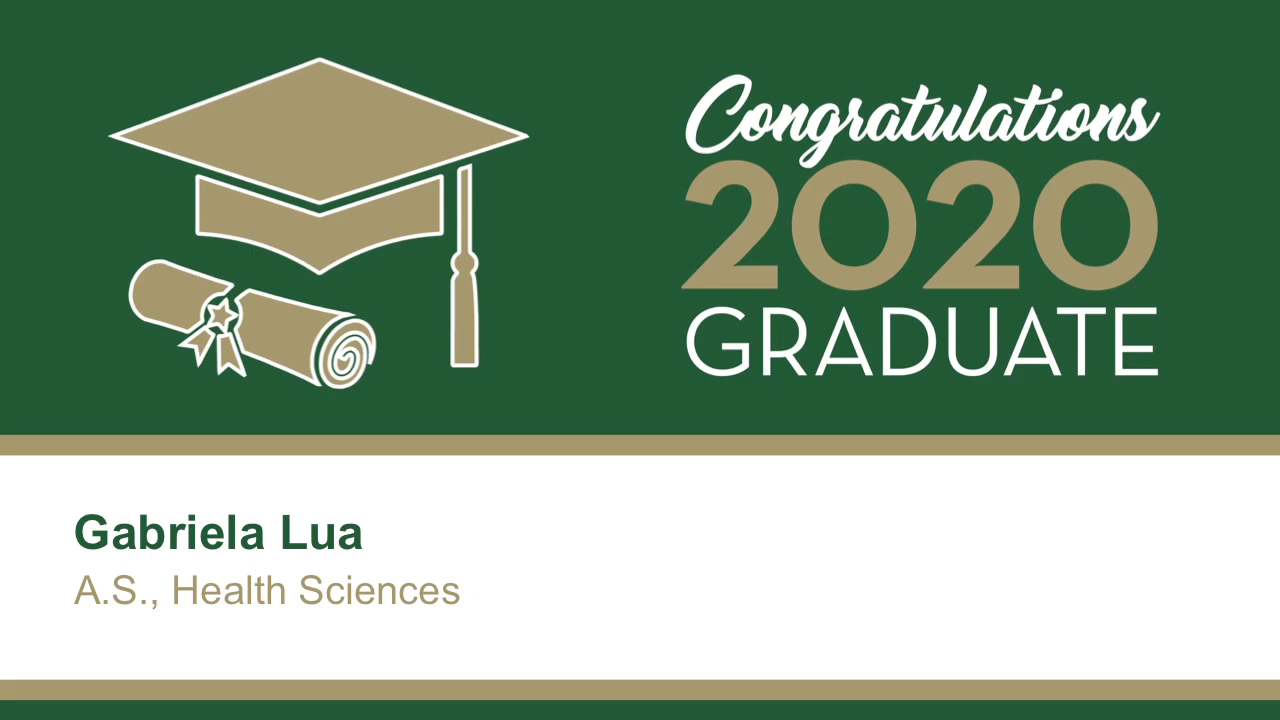 Congratulations
2020
GRADUATE
Gabriela Lua
A.S., Health Sciences